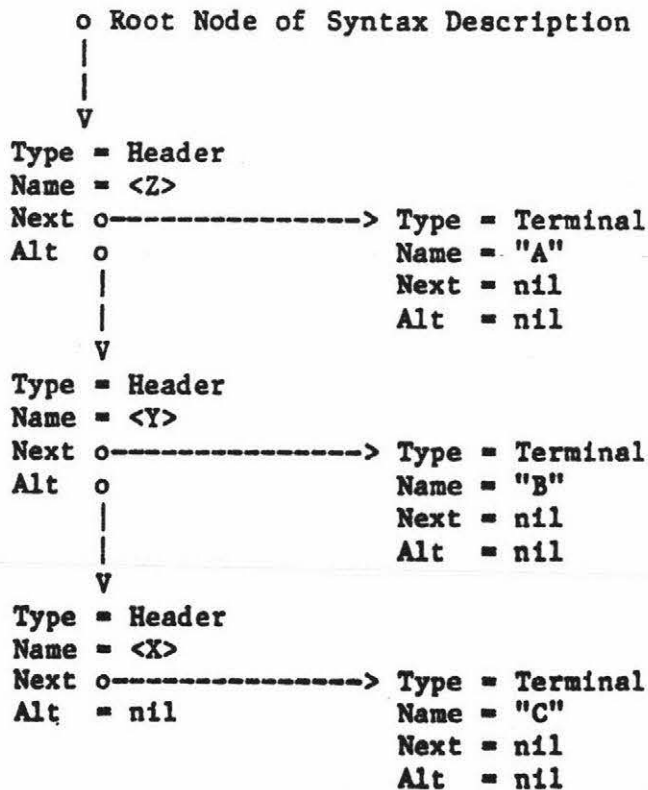 o Root Node of Syntax Description
|
|
V
Type = Header
Name = <Z>
Next o----------------> Type = Terminal
Alt  o                  Name = "A"
|                  Next = nil
|                  Alt  = nil
V
Type = Header
Name = <Y>
Next o----------------> Type = Terminal
Alt  o                  Name = "B"
|                  Next = nil
|                  Alt  = nil
V
Type = Header
Name = <X>
Next o----------------> Type = Terminal
Alt  = nil              Name = "C"
Next = nil
Alt  = nil